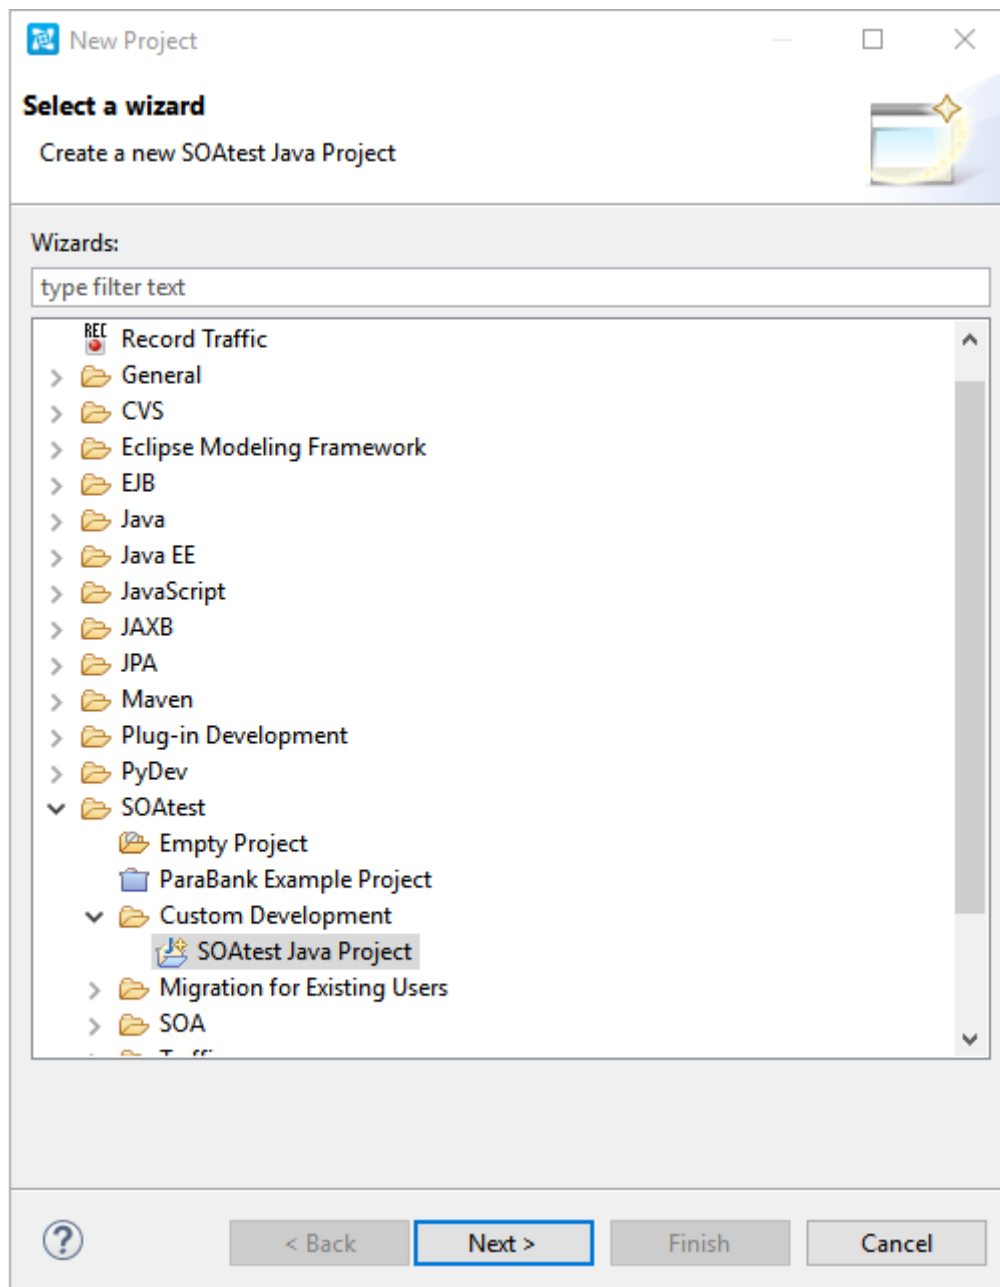 New Project
Select a wizard
Create a new SOAtest Java Project
Wizards:
type filter text
REC Record Traffic
General
CVS
Eclipse Modeling Framework
EJB
Java
Java EE
JavaScript
JAXB
JPA
Maven
Plug-in Development
PyDev
SOAtest
Empty Project
ParaBank Example Project
Custom Development
SOAtest Java Project
Migration for Existing Users
SOA
? < Back Next > Finish Cancel